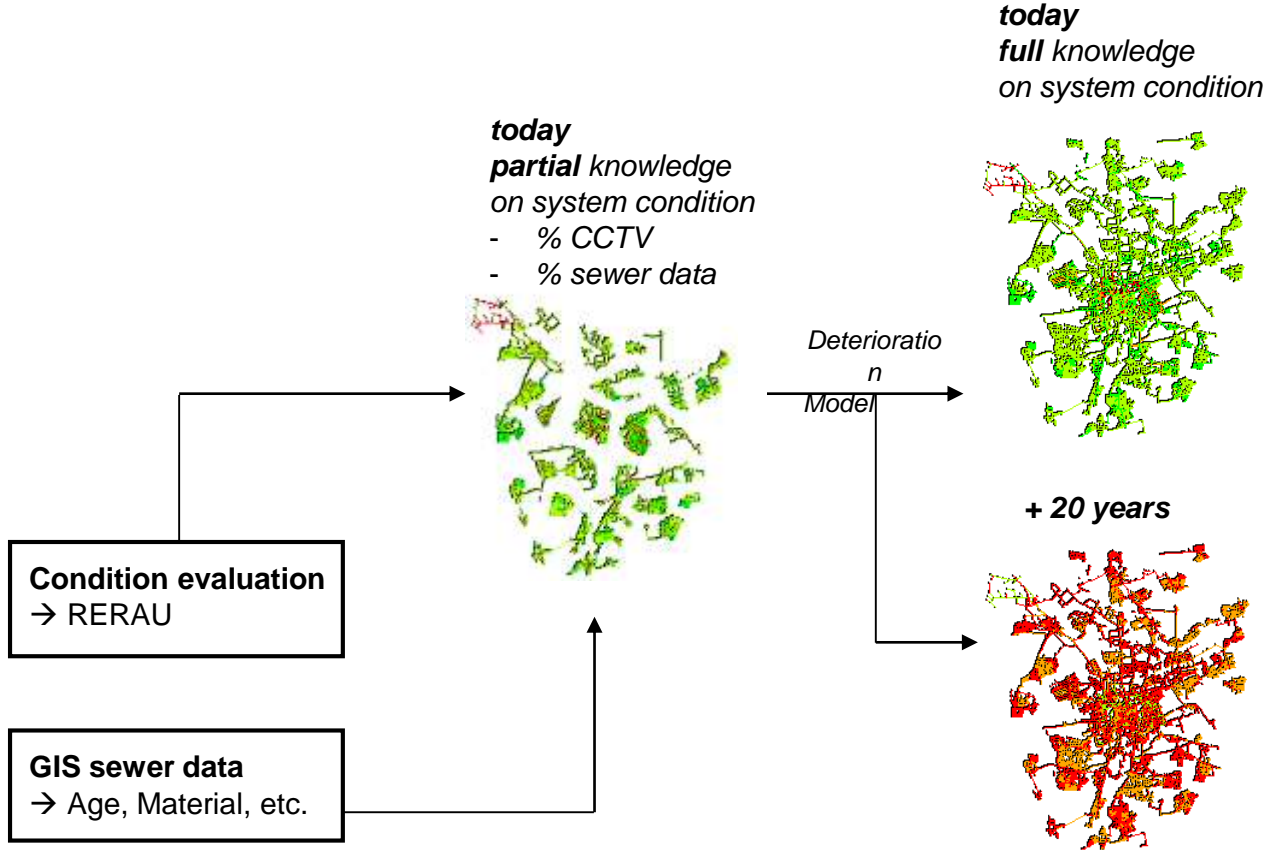 today
full knowledge
on system condition
today
partial knowledge
on system condition
- % CCTV
- % sewer data
Deterioratio
n
Model
+ 20 years
Condition evaluation
→ RERAU
GIS sewer data
→ Age, Material, etc.